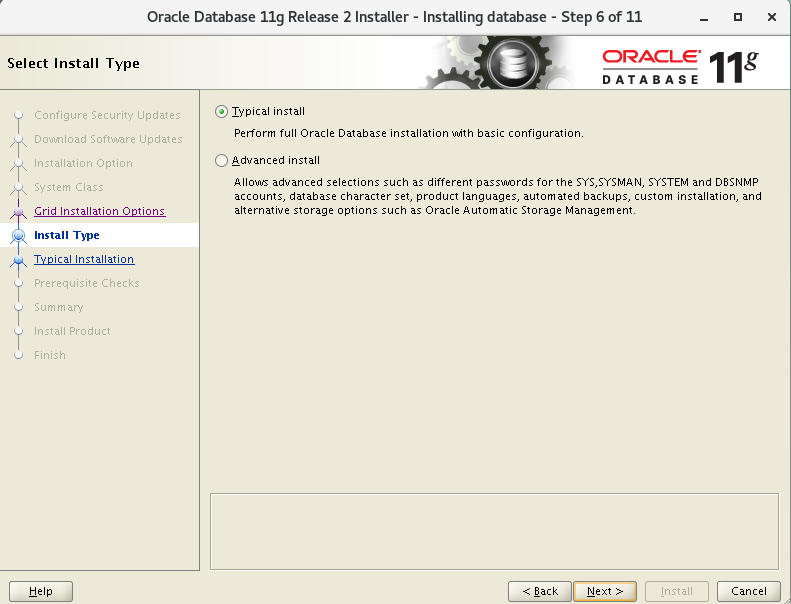 Oracle Database 11g Release 2 Installer - Installing database - Step 6 of 11
Select Install Type
ORACLE
DATABASE
11g
Configure Security Updates
Download Software Updates
Installation Option
System Class
Grid Installation Options
Install Type
Typical Installation
Prerequisite Checks
Summary
Install Product
Finish
Typical install
Perform full Oracle Database installation with basic configuration.
Advanced install
Allows advanced selections such as different passwords for the SYS,SYSMAN, SYSTEM and DBSNMP
accounts, database character set, product languages, automated backups, custom installation, and
alternative storage options such as Oracle Automatic Storage Management.
Help
< Back
Next >
Install
Cancel